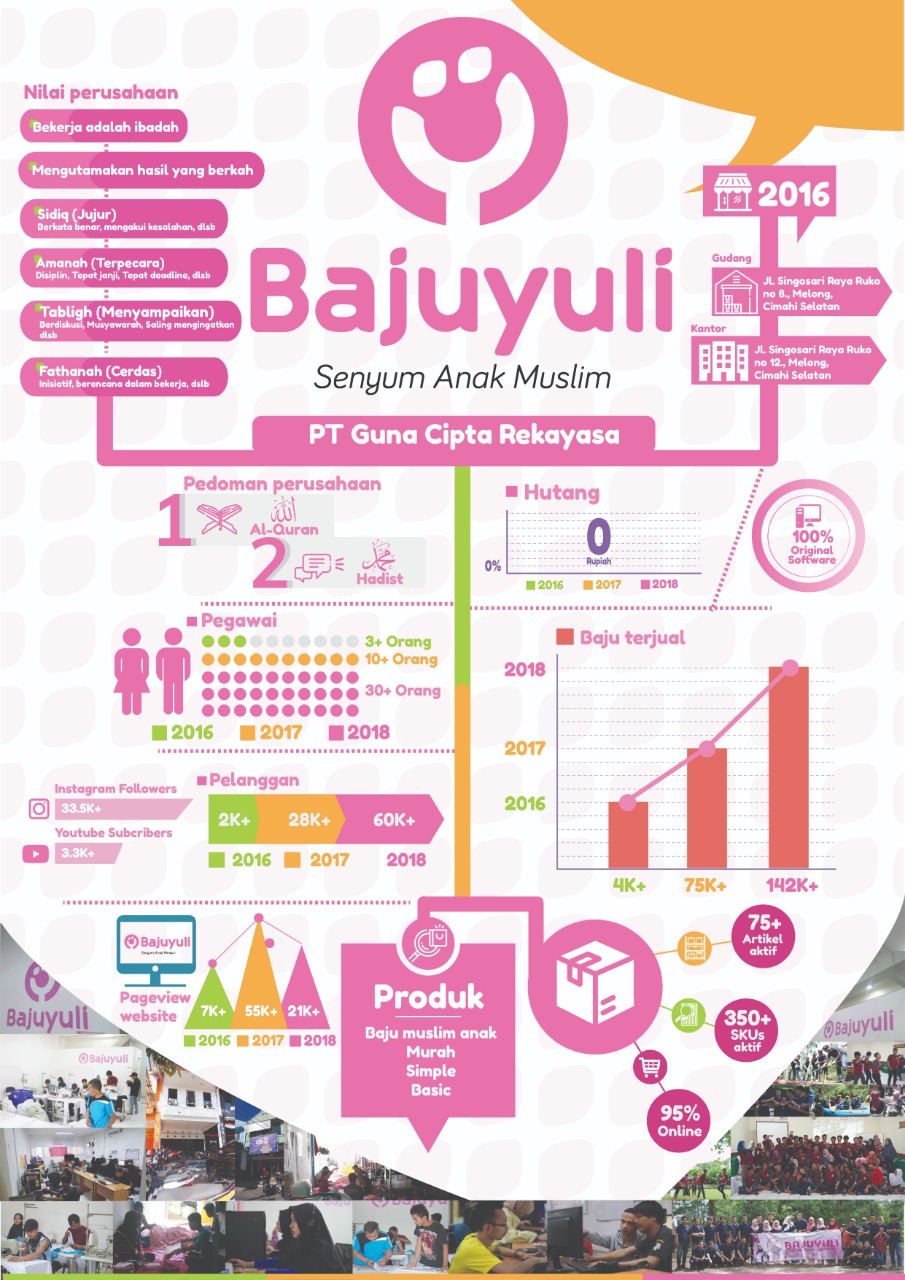 Nilai perusahaan
Bekerja adalah ibadah
Mengutamakan hasil yang berkah
Sidiq (Jujur)
Berkata benar, mengakui kesalahan, dlsb
Amanah (Terpecara)
Disiplin, Tepat janji, Tepat deadline, dlsb
Tabligh (Menyampaikan)
Berdiskusi, Musyawarah, Saling mengingatkan
dlsb
Fathanah (Cerdas)
Inisiatif, berencana dalam bekerja, dslb
Bajuyuli
Senyum Anak Muslim
2016
Gudang
JL Singosari Raya Ruko
no 8., Melong,
Cimahi Selatan
Kantor
JL. Singosari Raya Ruko
no 12., Melong,
Cimahi Selatan
PT Guna Cipta Rekayasa
Pedoman perusahaan
1
الله
Al-Quran
2
محمد
Hadist
Hutang
0
Rupiah
0%
2016
2017
2018
100%
Original
Software
Pegawai
3+ Orang
10+ Orang
30+ Orang
2016
2017
2018
Baju terjual
2018
2017
2016
4K+
75K+
142K+
Pelanggan
Instagram Followers
33.5K+
Youtube Subcribers
3.3K+
2K+
28K+
60K+
2016
2017
2018
Bajuyuli
Senyum Anak Muslim
Pageview
website
7K+
55K+
21K+
2016
2017
2018
Produk
Baju muslim anak
Murah
Simple
Basic
75+
Artikel
aktif
350+
SKUs
aktif
95%
Online
Bajuyuli
Bajuyuli
Bajuyuli
BAJUYULI